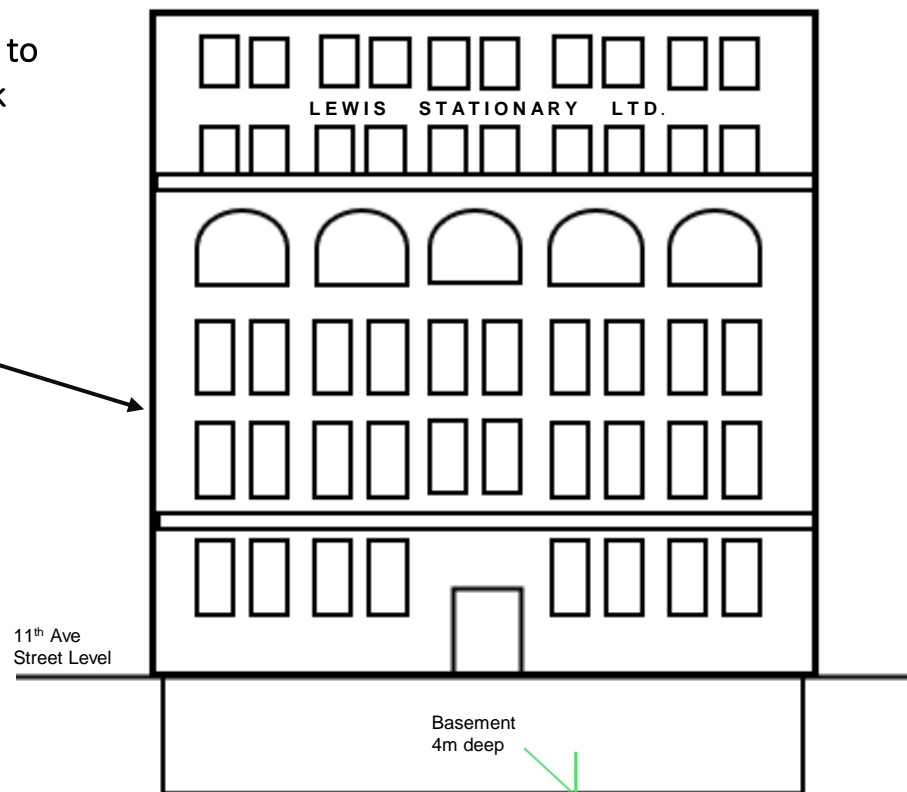 to
LEWIS STATIONARY LTD.
11th Ave
Street Level
Basement
4m deep